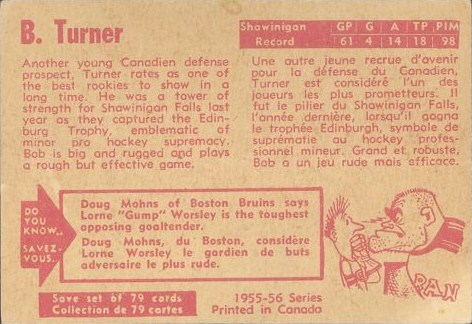 B. Turner
Shawinigan GP G A TP PIM
Record 61 4 14 18 98
Another young Canadien defense
prospect, Turner rates as one of
the best rookies to show in a
long time. He was a tower of
strength for Shawinigan Falls last
year as they captured the Edin-
burg Trophy, emblematic of
minor pro hockey supremacy.
Bob is big and rugged and plays
a rough but effective game.
Une autre jeune recrue d'avenir
pour la défense du Canadien,
Turner est considéré l'un des
joueurs les plus prometteurs. Il
fut le pilier du Shawinigan Falls,
l'année dernière, lorsqu'il gagna
le trophée Edinburgh, symbole de
suprématie au hockey profes-
sionnel mineur. Grand et robuste,
Bob a un jeu rude mais efficace.
DO
YOU
KNOW..
SAVEZ-
VOUS.
Doug Mohns of Boston Bruins says
Lorne "Gump" Worsley is the toughest
opposing goaltender.
Doug Mohns, du Boston, considère
Lorne Worsley le gardien de buts
adversaire le plus rude.
PAN
Save set of 79 cards
Collection de 79 cartes
1955-56 Series
Printed in Canada